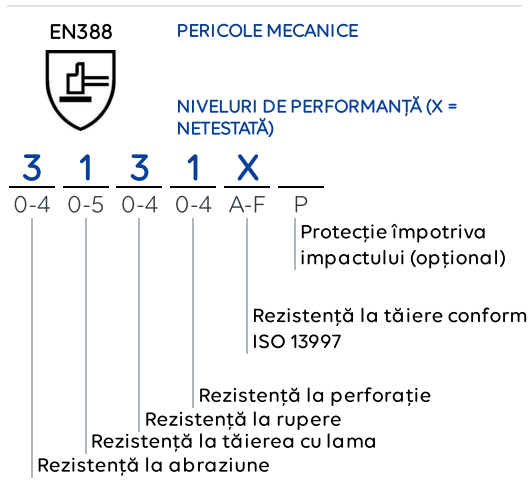 EN388
PERICOLE MECANICE
NIVELURI DE PERFORMANȚĂ (X =
NETESTATĂ)
3 1 3 1 X
0-4 0-5 0-4 0-4 A-F P
Protecție împotriva
impactului (opțional)
Rezistență la tăiere conform
ISO 13997
Rezistență la perforație
Rezistență la rupere
Rezistență la tăierea cu lama
Rezistență la abraziune